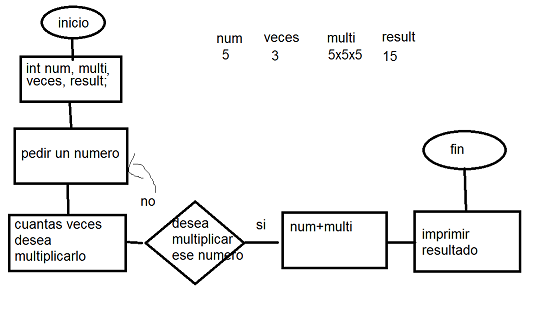 inicio
num veces multi result
5 3 5x5x5 15
int num, multi,
veces, result;
pedir un numero
fin
no
cuantas veces
desea
multiplicarlo
desea
multiplicar
ese numero
si
num+multi
imprimir
resultado